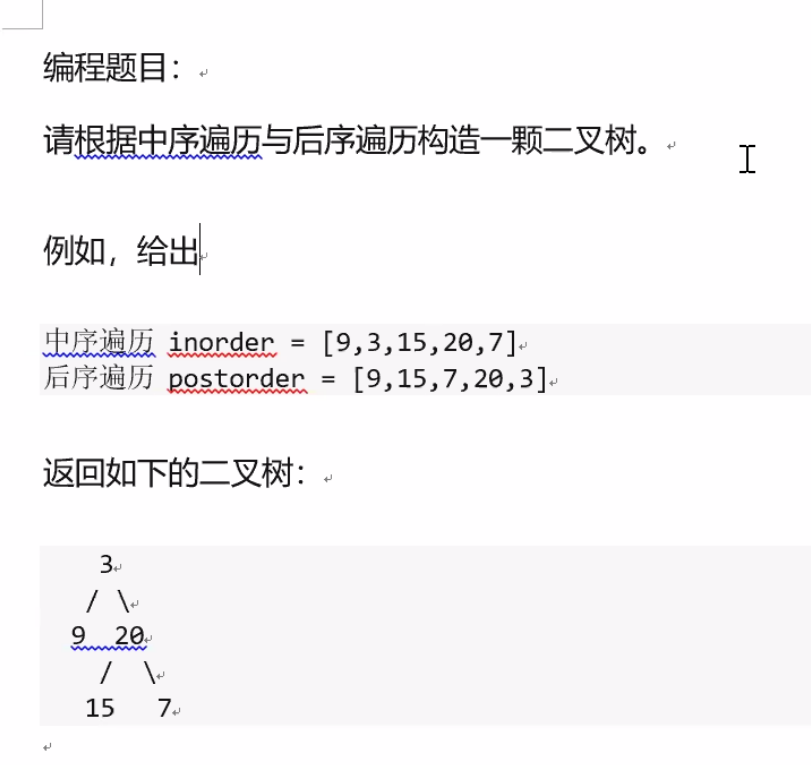 编程题目：
请根据中序遍历与后序遍历构造一颗二叉树。
例如，给出
中序遍历 inorder = [9,3,15,20,7]
后序遍历 postorder = [9,15,7,20,3]
返回如下的二叉树：
3
/ \
9 20
/ \
15 7